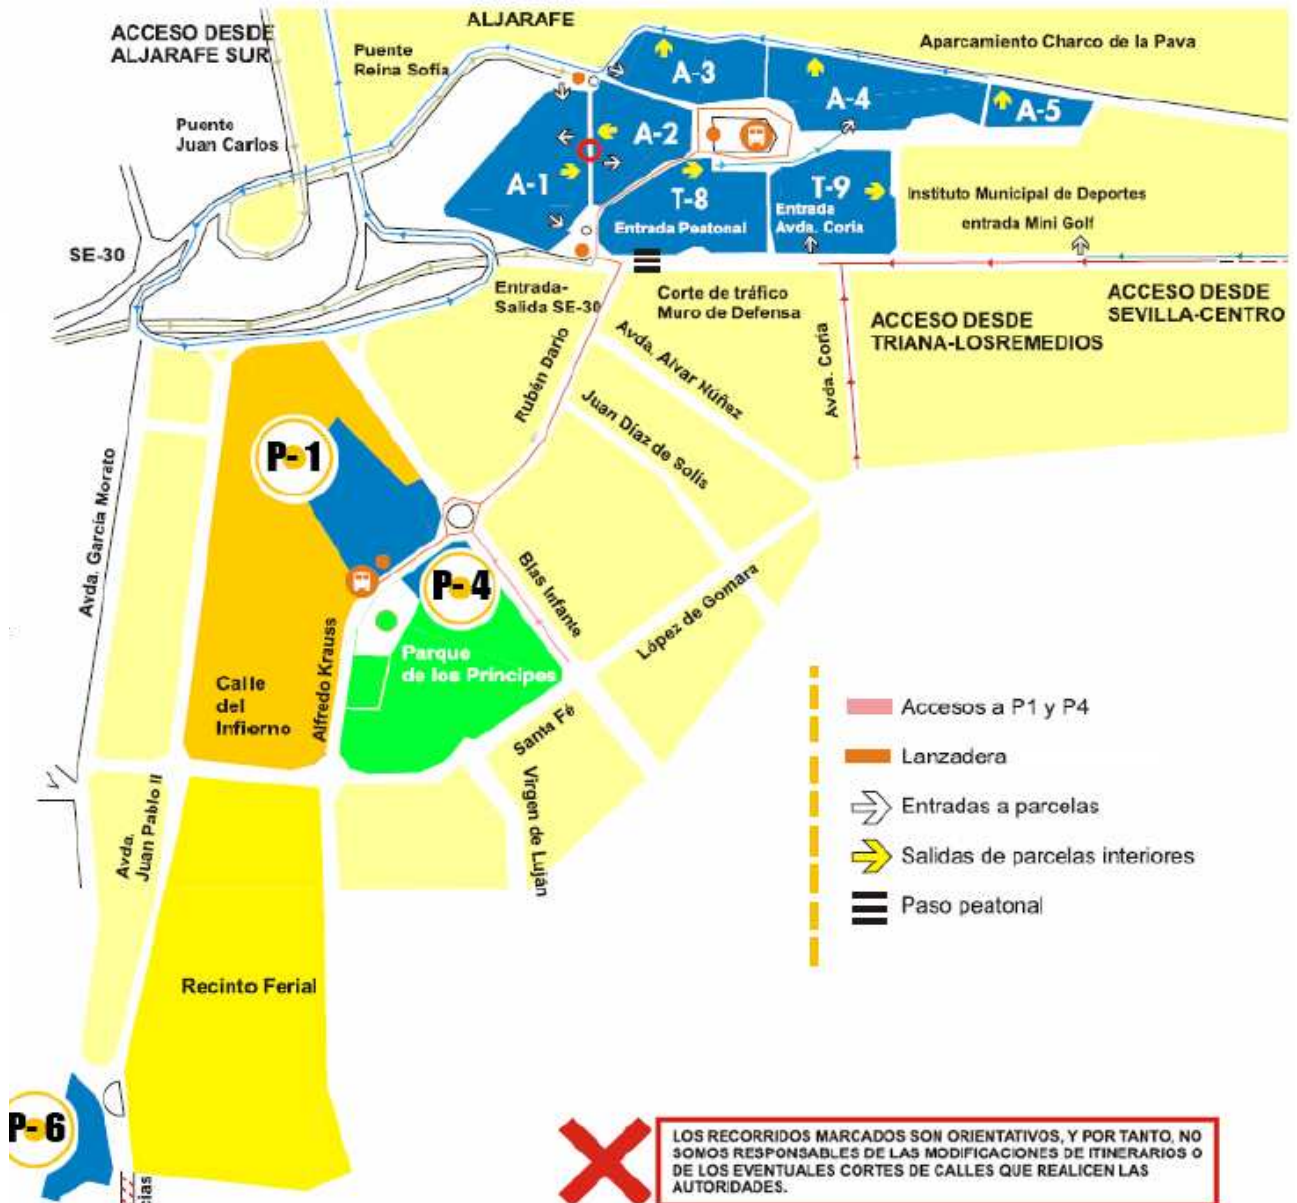 ACCESO DESDE
ALJARAFE SUR
Puente
Reina Sofia
ALJARAFE
Aparcamiento Charco de la Pava
Puente
Juan Carlos
A-3
A-4
A-5
A-2
A-1
T-8
T-9
Entrada Peatonal
Entrada
Avda. Coria
Instituto Municipal de Deportes
entrada Mini Golf
SE-30
Entrada-
Salida SE-30
Corte de tráfico
Muro de Defensa
ACCESO DESDE
TRIANA-LOSREMEDIOS
ACCESO DESDE
SEVILLA-CENTRO
Rubén Dario
Avda. Alvar Núñez
Juan Díaz de Solis
Avda. Coria
P-1
Avda. García Morato
P-4
Blas Infante
López de Gomara
Parque
de los Príncipes
Calle
del
Infierno
Alfredo Krauss
Santa Fé
Virgen de Luján
Avda.
Juan Pablo II
Accesos a P1 y P4
Lanzadera
Entradas a parcelas
Salidas de parcelas interiores
Paso peatonal
Recinto Ferial
P-6
cias
LOS RECORRIDOS MARCADOS SON ORIENTATIVOS, Y POR TANTO, NO
SOMOS RESPONSABLES DE LAS MODIFICACIONES DE ITINERARIOS O
DE LOS EVENTUALES CORTES DE CALLES QUE REALICEN LAS
AUTORIDADES.